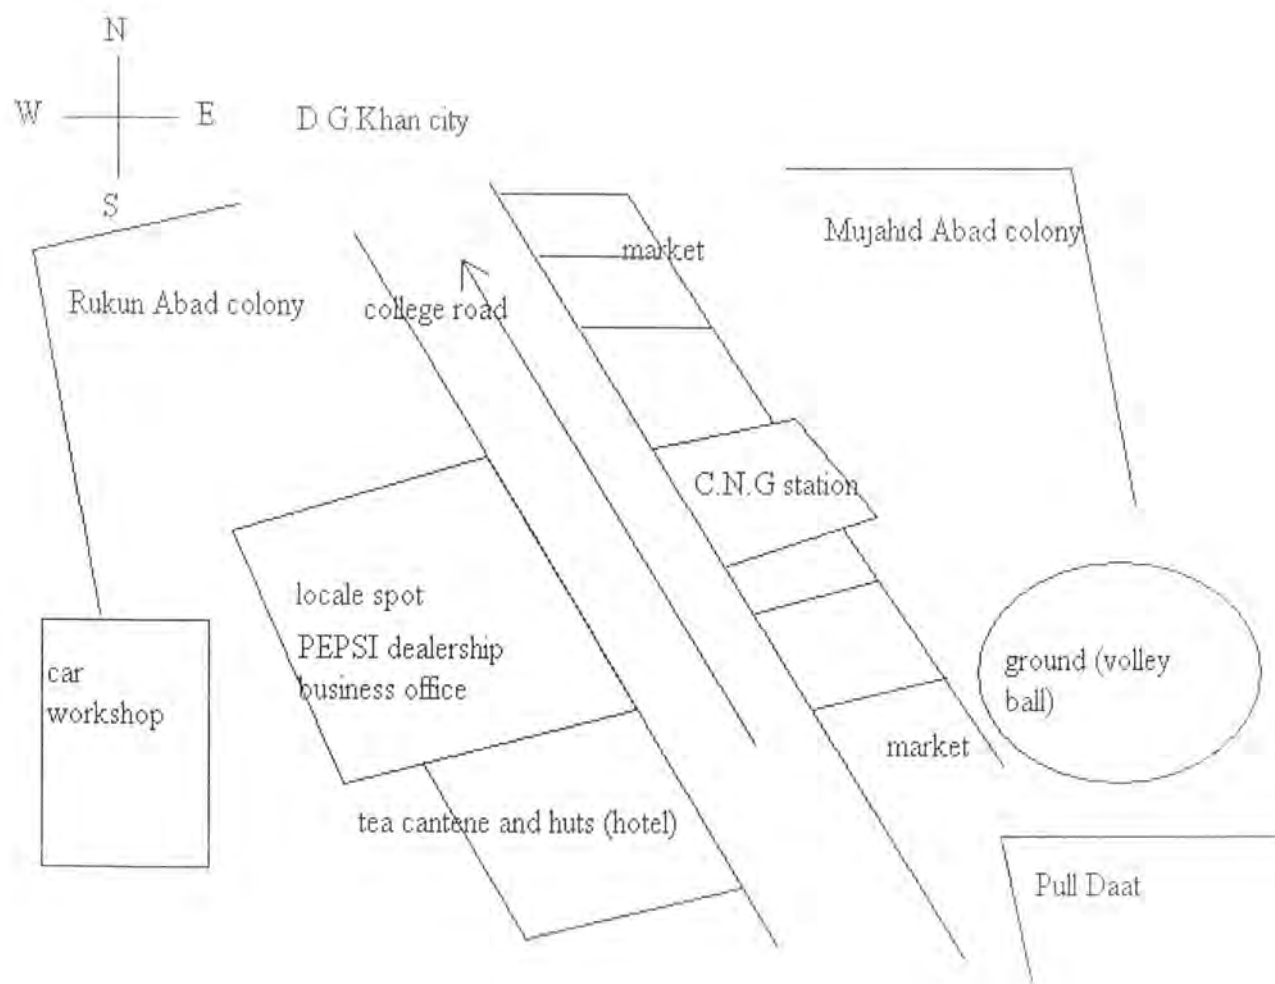 N
W E
S
D.G.Khan city
market
Mujahid Abad colony
Rukun Abad colony
college road
C.N.G station
locale spot
PEPSI dealership
business office
car
workshop
ground (volley
ball)
market
tea cantene and huts (hotel)
Pull Daat